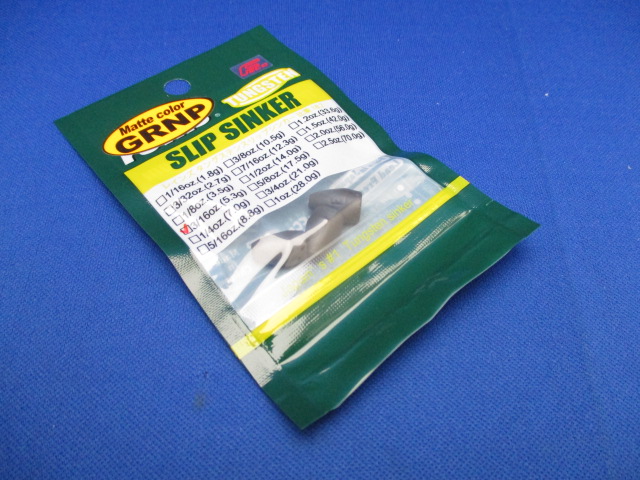 TUNGSTEN
Matte color
GRNP
SLIP SINKER
1/16oz.(1.8g)
3/32oz.(2.7g)
1/8oz.(3.5g)
3/16oz.(5.3g)
1/4oz.(7.0g)
5/16oz.(8.8g)
3/8oz.(10.5g)
7/16oz.(12.3g)
1/2oz.(14.0g)
5/8oz.(17.5g)
3/4oz.(21.0g)
1oz.(28.0g)
1.2oz.(33.6g)
1.5oz.(42.0g)
2.0oz.(56.0g)
2.5oz.(70.0g)
Tungsten sinker